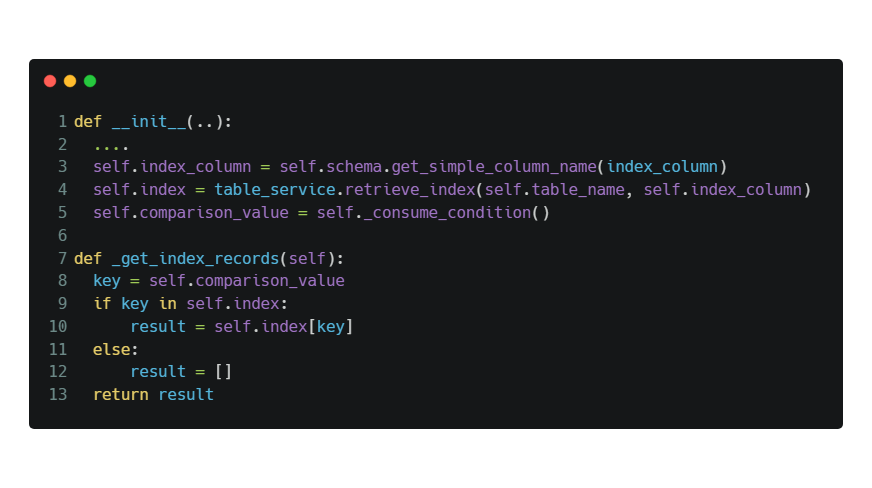 1 def __init__(..):
2   ....
3   self.index_column = self.schema.get_simple_column_name(index_column)
4   self.index = table_service.retrieve_index(self.table_name, self.index_column)
5   self.comparison_value = self._consume_condition()
6
7 def _get_index_records(self):
8   key = self.comparison_value
9   if key in self.index:
10       result = self.index[key]
11   else:
12       result = []
13   return result